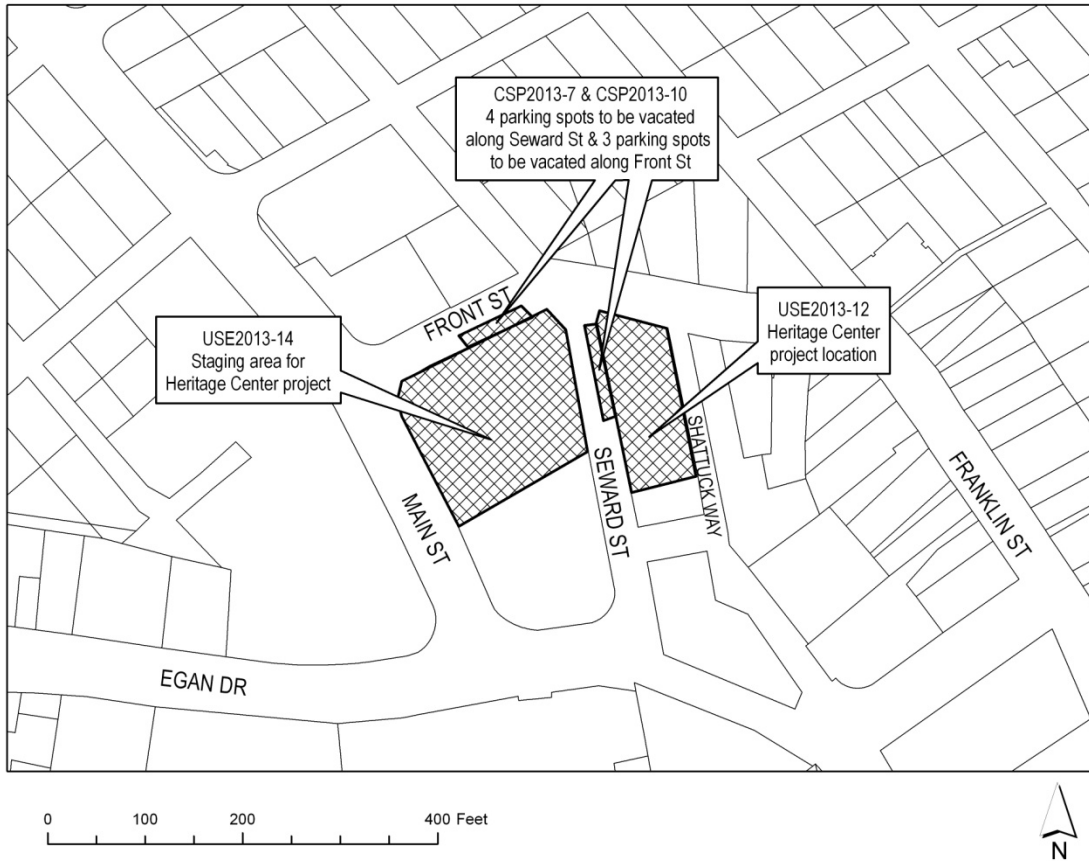 CSP2013-7 & CSP2013-10
4 parking spots to be vacated
along Seward St & 3 parking spots
to be vacated along Front St
FRONT ST
USE2013-14
Staging area for
Heritage Center project
USE2013-12
Heritage Center
project location
MAIN ST
SEWARD ST
SHATTUCK WAY
FRANKLIN ST
EGAN DR
0 100 200 400 Feet
N